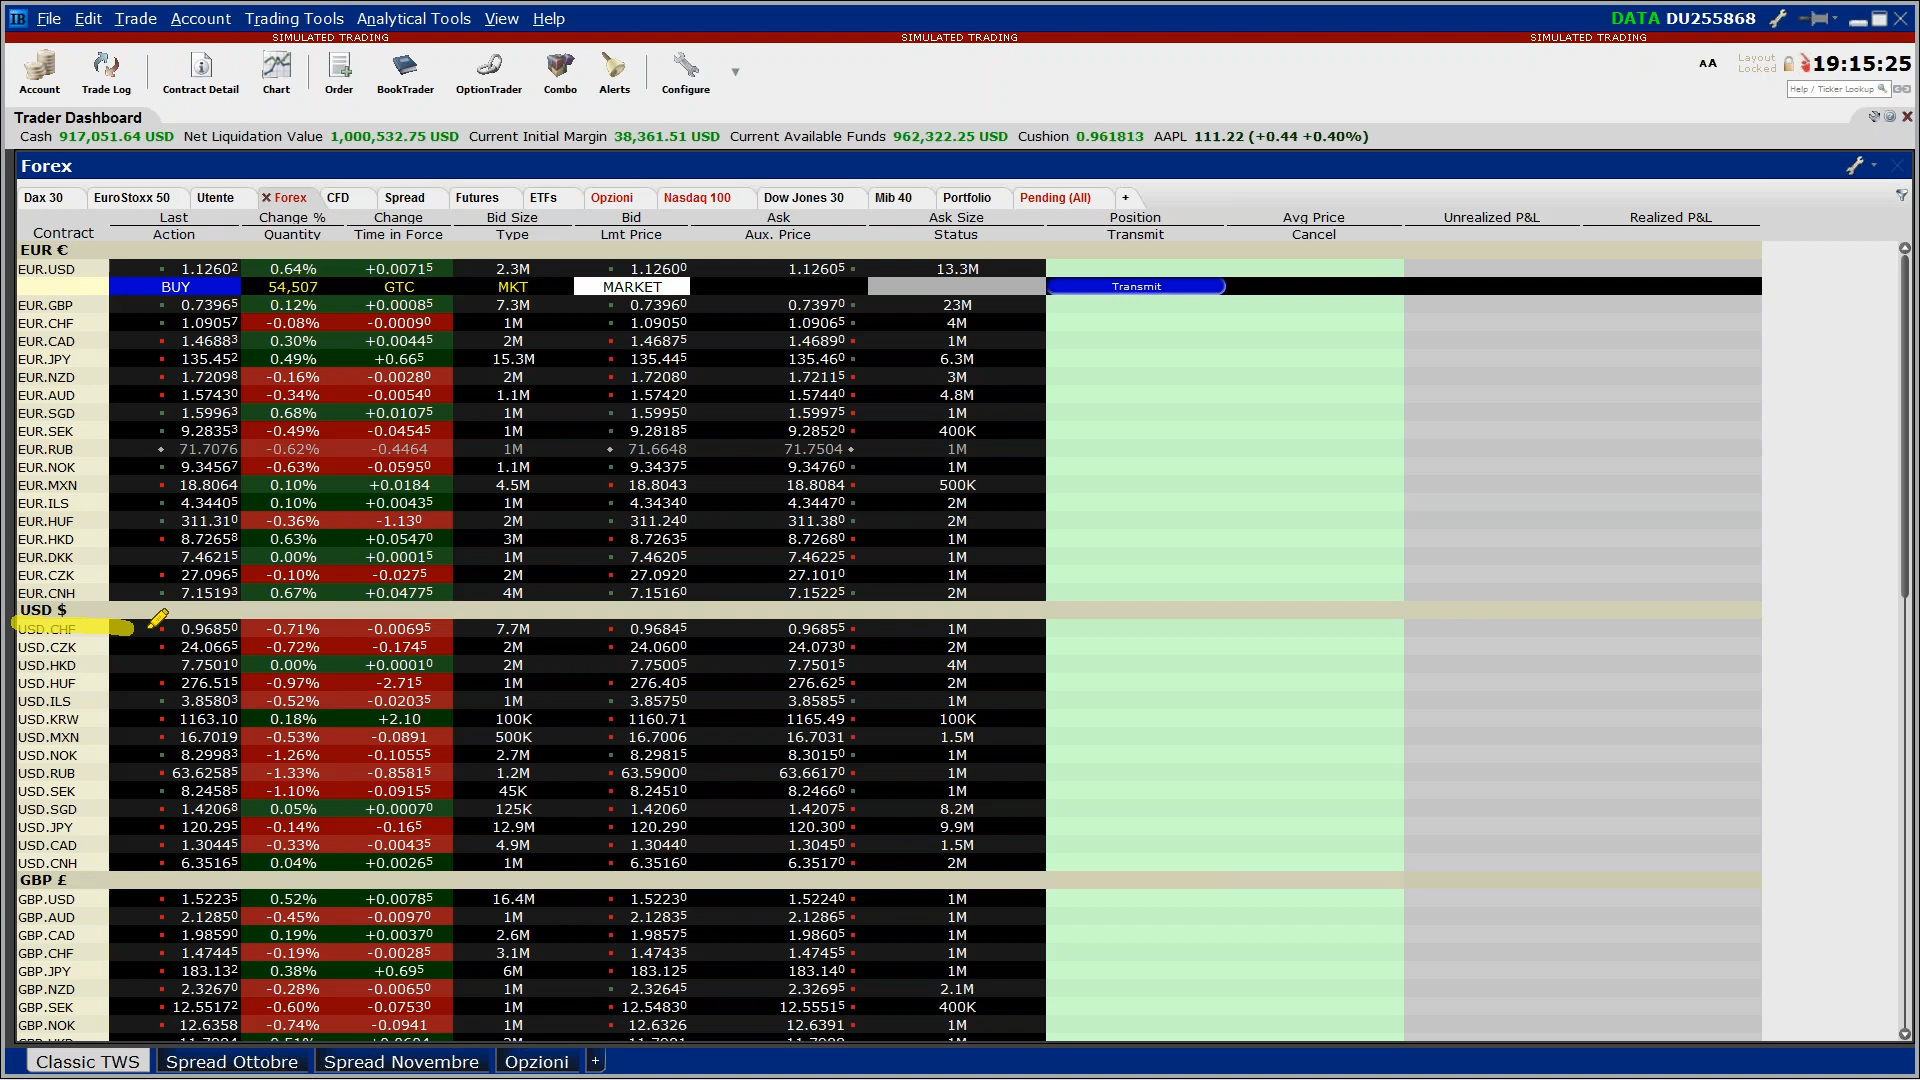 IB File Edit Trade Account Trading Tools Analytical Tools View Help DATA DU255868
SIMULATED TRADING SIMULATED TRADING SIMULATED TRADING
Account Trade Log Contract Detail Chart Order BookTrader OptionTrader Combo Alerts Configure
AA Layout Locked 19:15:25
Help / Ticker Lookup
Trader Dashboard
Cash 917,051.64 USD Net Liquidation Value 1,000,532.75 USD Current Initial Margin 38,361.51 USD Current Available Funds 962,322.25 USD Cushion 0.961813 AAPL 111.22 (+0.44 +0.40%)
Forex
Dax 30 EuroStoxx 50 Utente Forex CFD Spread Futures ETFs Opzioni Nasdaq 100 Dow Jones 30 Mib 40 Portfolio Pending (All) +
Last Change % Change Bid Size Bid Ask Ask Size Position Avg Price Unrealized P&L Realized P&L
Contract Action Quantity Time in Force Type Lmt Price Aux. Price Status Transmit Cancel
EUR €
EUR.USD 1.12602 0.64% +0.00715 2.3M 1.12600 1.12605 13.3M
BUY 54,507 GTC MKT MARKET Transmit
EUR.GBP 0.73965 0.12% +0.00085 7.3M 0.73960 0.73970 23M
EUR.CHF 1.09057 -0.08% -0.00090 1M 1.09050 1.09065 4M
EUR.CAD 1.46883 0.30% +0.00445 2M 1.46875 1.46890 1M
EUR.JPY 135.452 0.49% +0.665 15.3M 135.445 135.460 6.3M
EUR.NZD 1.72098 -0.16% -0.00280 2M 1.72080 1.72115 3M
EUR.AUD 1.57430 -0.34% -0.00540 1.1M 1.57420 1.57440 4.8M
EUR.SGD 1.59963 0.68% +0.01075 1M 1.59950 1.59975 1M
EUR.SEK 9.28353 -0.49% -0.04545 1M 9.28185 9.28520 400K
EUR.RUB 71.7076 -0.62% -0.4464 1M 71.6648 71.7504 1M
EUR.NOK 9.34567 -0.63% -0.05950 1.1M 9.34375 9.34760 1M
EUR.MXN 18.8064 0.10% +0.0184 4.5M 18.8043 18.8084 500K
EUR.ILS 4.34405 0.10% +0.00435 1M 4.34340 4.34470 2M
EUR.HUF 311.310 -0.36% -1.130 2M 311.240 311.380 2M
EUR.HKD 8.72658 0.63% +0.05470 3M 8.72635 8.72680 1M
EUR.DKK 7.46215 0.00% +0.00015 1M 7.46205 7.46225 1M
EUR.CZK 27.0965 -0.10% -0.0275 2M 27.0920 27.1010 1M
EUR.CNH 7.15193 0.67% +0.04775 4M 7.15160 7.15225 2M
USD $
USD.CHF 0.96850 -0.71% -0.00695 7.7M 0.96845 0.96855 1M
USD.CZK 24.0665 -0.72% -0.1745 2M 24.0600 24.0730 2M
USD.HKD 7.75010 0.00% +0.00010 2M 7.75005 7.75015 4M
USD.HUF 276.515 -0.97% -2.715 1M 276.405 276.625 2M
USD.ILS 3.85803 -0.52% -0.02035 1M 3.85750 3.85855 1M
USD.KRW 1163.10 0.18% +2.10 100K 1160.71 1165.49 100K
USD.MXN 16.7019 -0.53% -0.0891 500K 16.7006 16.7031 1.5M
USD.NOK 8.29983 -1.26% -0.10555 2.7M 8.29815 8.30150 1M
USD.RUB 63.62585 -1.33% -0.85815 1.2M 63.59000 63.66170 1M
USD.SEK 8.24585 -1.10% -0.09155 45K 8.24510 8.24660 1M
USD.SGD 1.42068 0.05% +0.00070 125K 1.42060 1.42075 8.2M
USD.JPY 120.295 -0.14% -0.165 12.9M 120.290 120.300 9.9M
USD.CAD 1.30445 -0.33% -0.00435 4.9M 1.30440 1.30450 1.5M
USD.CNH 6.35165 0.04% +0.00265 1M 6.35160 6.35170 2M
GBP £
GBP.USD 1.52235 0.52% +0.00785 16.4M 1.52230 1.52240 1M
GBP.AUD 2.12850 -0.45% -0.00970 1M 2.12835 2.12865 1M
GBP.CAD 1.98590 0.19% +0.00370 2.6M 1.98575 1.98605 1M
GBP.CHF 1.47445 -0.19% -0.00285 3.1M 1.47435 1.47455 1M
GBP.JPY 183.132 0.38% +0.695 6M 183.125 183.140 1M
GBP.NZD 2.32670 -0.28% -0.00650 1M 2.32645 2.32695 2.1M
GBP.SEK 12.55172 -0.60% -0.07530 1M 12.54830 12.55515 400K
GBP.NOK 12.6358 -0.74% -0.0941 1M 12.6326 12.6391 1M
Classic TWS Spread Ottobre Spread Novembre Opzioni +